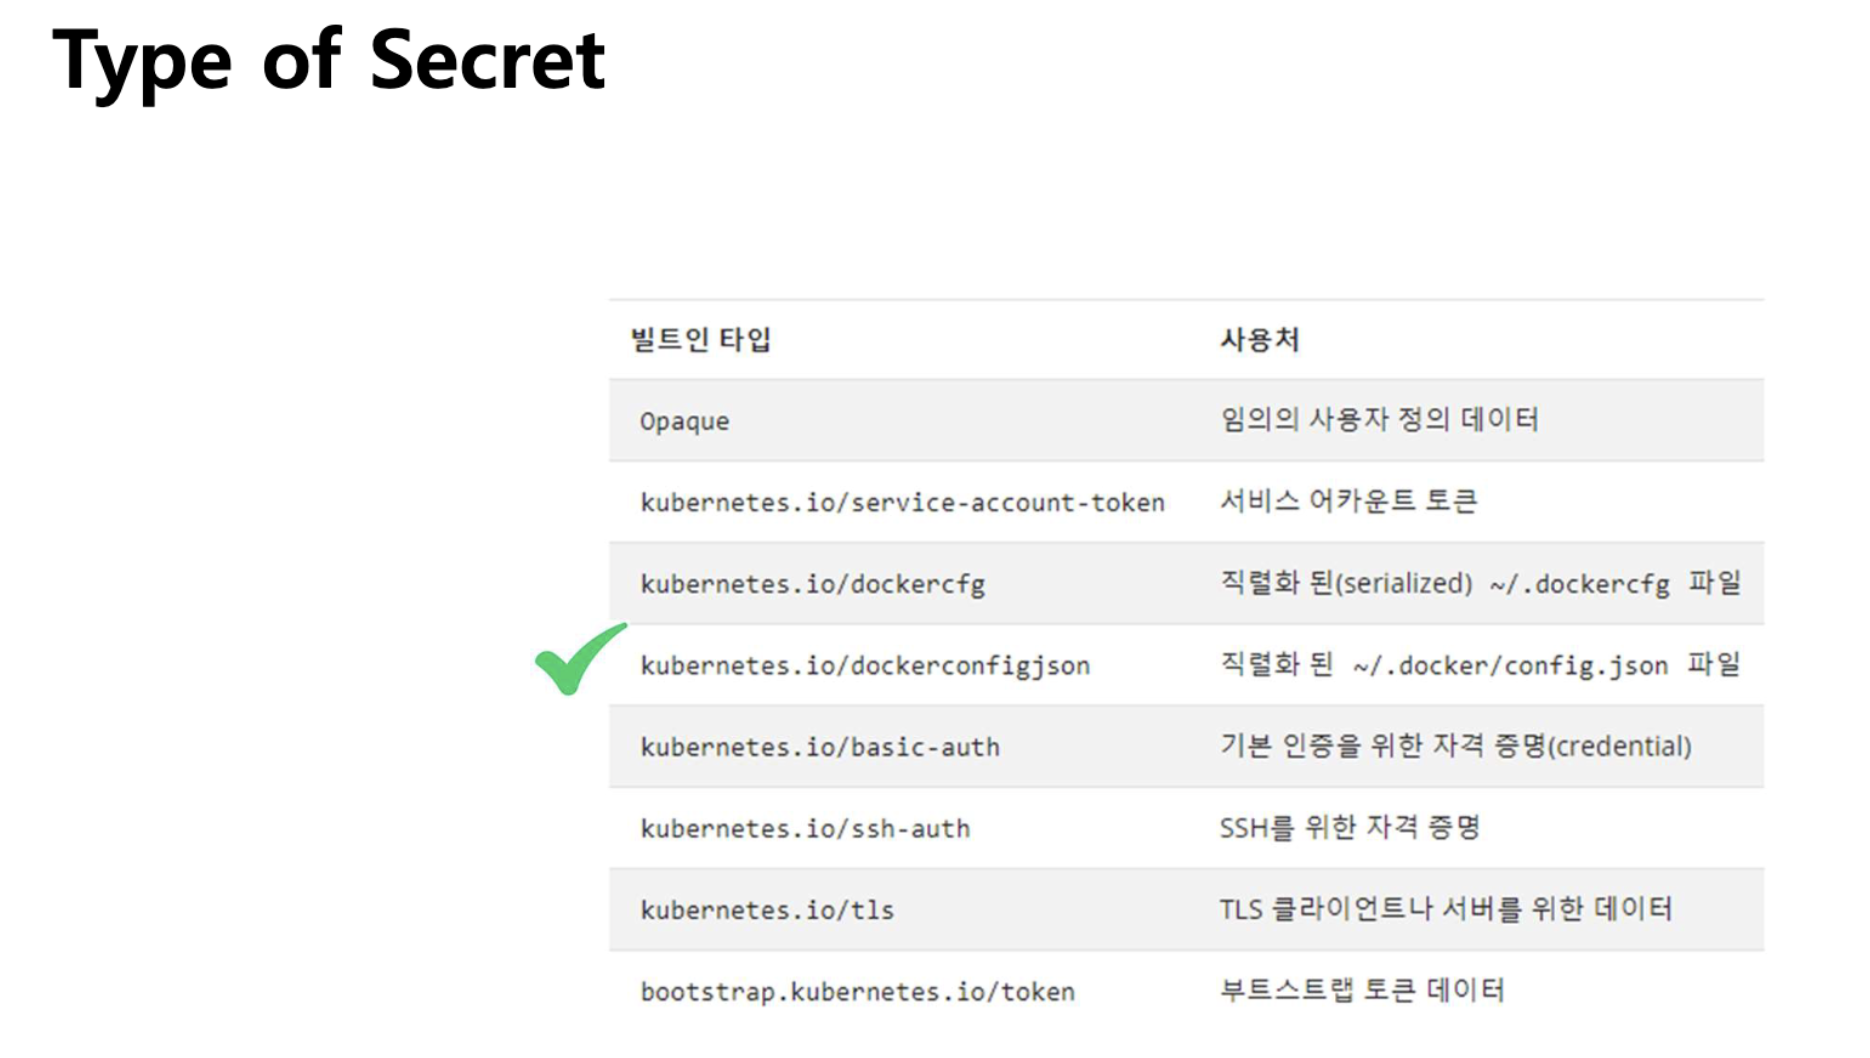 Type of Secret
빌트인 타입 사용처
Opaque 임의의 사용자 정의 데이터
kubernetes.io/service-account-token 서비스 어카운트 토큰
kubernetes.io/dockercfg 직렬화 된(serialized) ~/.dockercfg 파일
kubernetes.io/dockerconfigjson 직렬화 된 ~/.docker/config.json 파일
kubernetes.io/basic-auth 기본 인증을 위한 자격 증명(credential)
kubernetes.io/ssh-auth SSH를 위한 자격 증명
kubernetes.io/tls TLS 클라이언트나 서버를 위한 데이터
bootstrap.kubernetes.io/token 부트스트랩 토큰 데이터